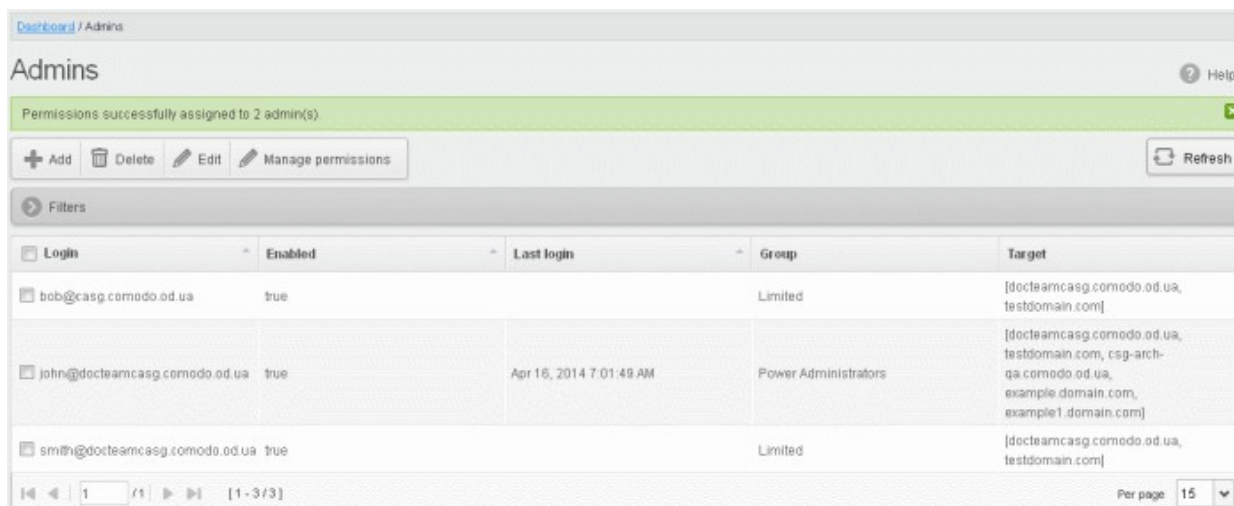 Dashboard / Admins
Admins
Help
Permissions successfully assigned to 2 admin(s)
Add Delete Edit Manage permissions
Refresh
Filters
Login Enabled Last login Group Target
bob@casg.comodo.od.ua true Limited [docteamcasg.comodo.od.ua,
testdomain.com]
john@docteamcasg.comodo.od.ua true Apr 16, 2014 7:01:49 AM Power Administrators [docteamcasg.comodo.od.ua,
testdomain.com, csg-arch-
qa.comodo.od.ua,
example.domain.com,
example1.domain.com]
smith@docteamcasg.comodo.od.ua true Limited [docteamcasg.comodo.od.ua,
testdomain.com]
1 /1 [1-3/3] Per page 15